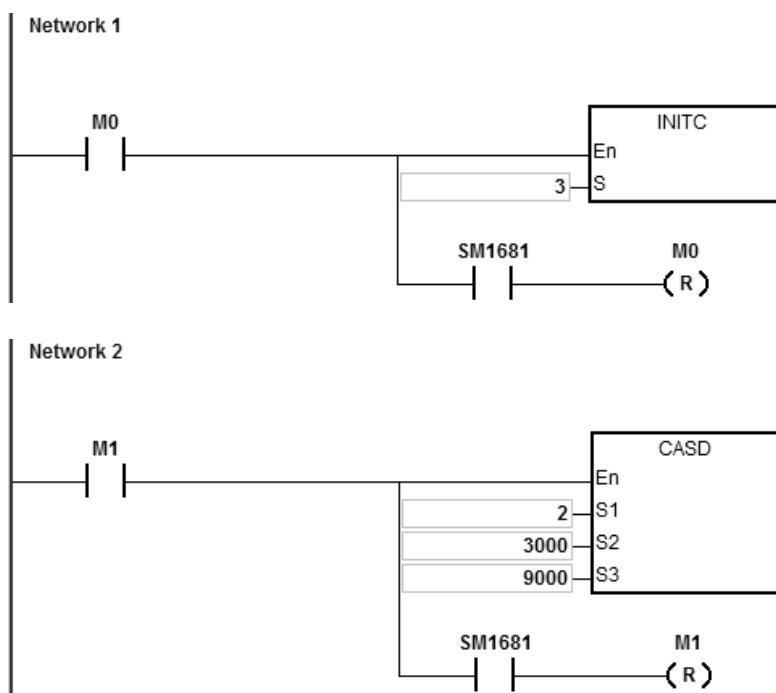 Network 1
M0
INITC
En
3 S
SM1681 M0
R
Network 2
M1
CASD
En
2 S1
3000 S2
9000 S3
SM1681 M1
R